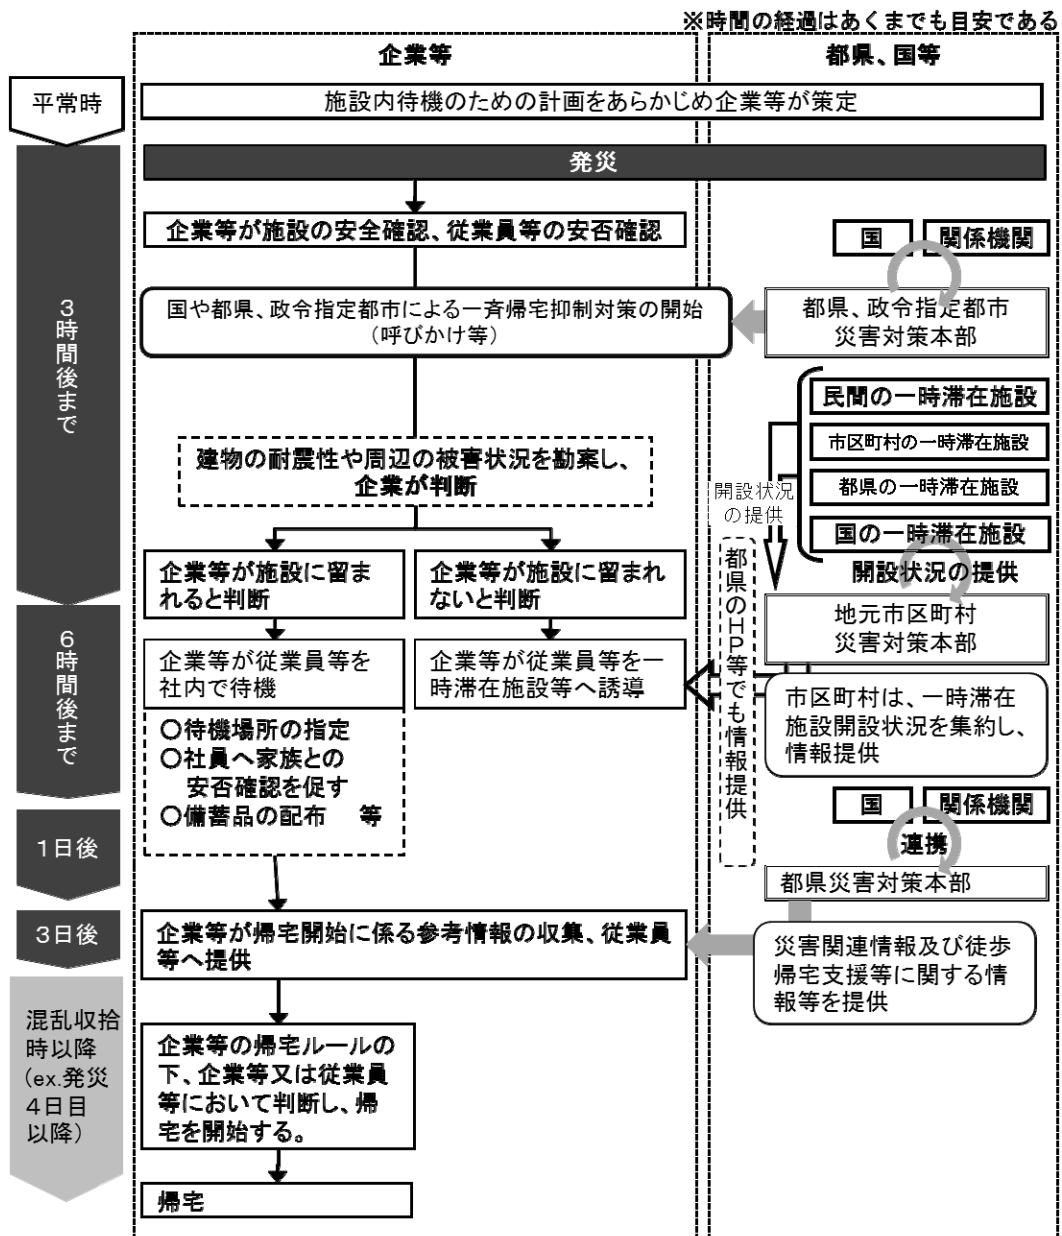 ※時間の経過はあくまでも目安である
企業等
都県、国等
平常時
施設内待機のための計画をあらかじめ企業等が策定
発災
3時間後まで
企業等が施設の安全確認、従業員等の安否確認
国
関係機関
国や都県、政令指定都市による一斉帰宅抑制対策の開始
（呼びかけ等）
都県、政令指定都市
災害対策本部
民間の一時滞在施設
市区町村の一時滞在施設
都県の一時滞在施設
国の一時滞在施設
開設状況
の提供
建物の耐震性や周辺の被害状況を勘案し、
企業が判断
企業等が施設に留ま
れると判断
企業等が施設に留まれ
ないと判断
開設状況の提供
都県のHP等でも情報提供
地元市区町村
災害対策本部
6時間後まで
企業等が従業員等を
社内で待機
企業等が従業員等を一
時滞在施設等へ誘導
市区町村は、一時滞在
施設開設状況を集約し、
情報提供
○待機場所の指定
○社員へ家族との
安否確認を促す
○備蓄品の配布　等
国
関係機関
連携
都県災害対策本部
1日後
3日後
企業等が帰宅開始に係る参考情報の収集、従業員
等へ提供
災害関連情報及び徒歩
帰宅支援等に関する情
報等を提供
混乱収拾
時以降
（ex.発災
4日目
以降）
企業等の帰宅ルールの
下、企業等又は従業員
等において判断し、帰
宅を開始する。
帰宅